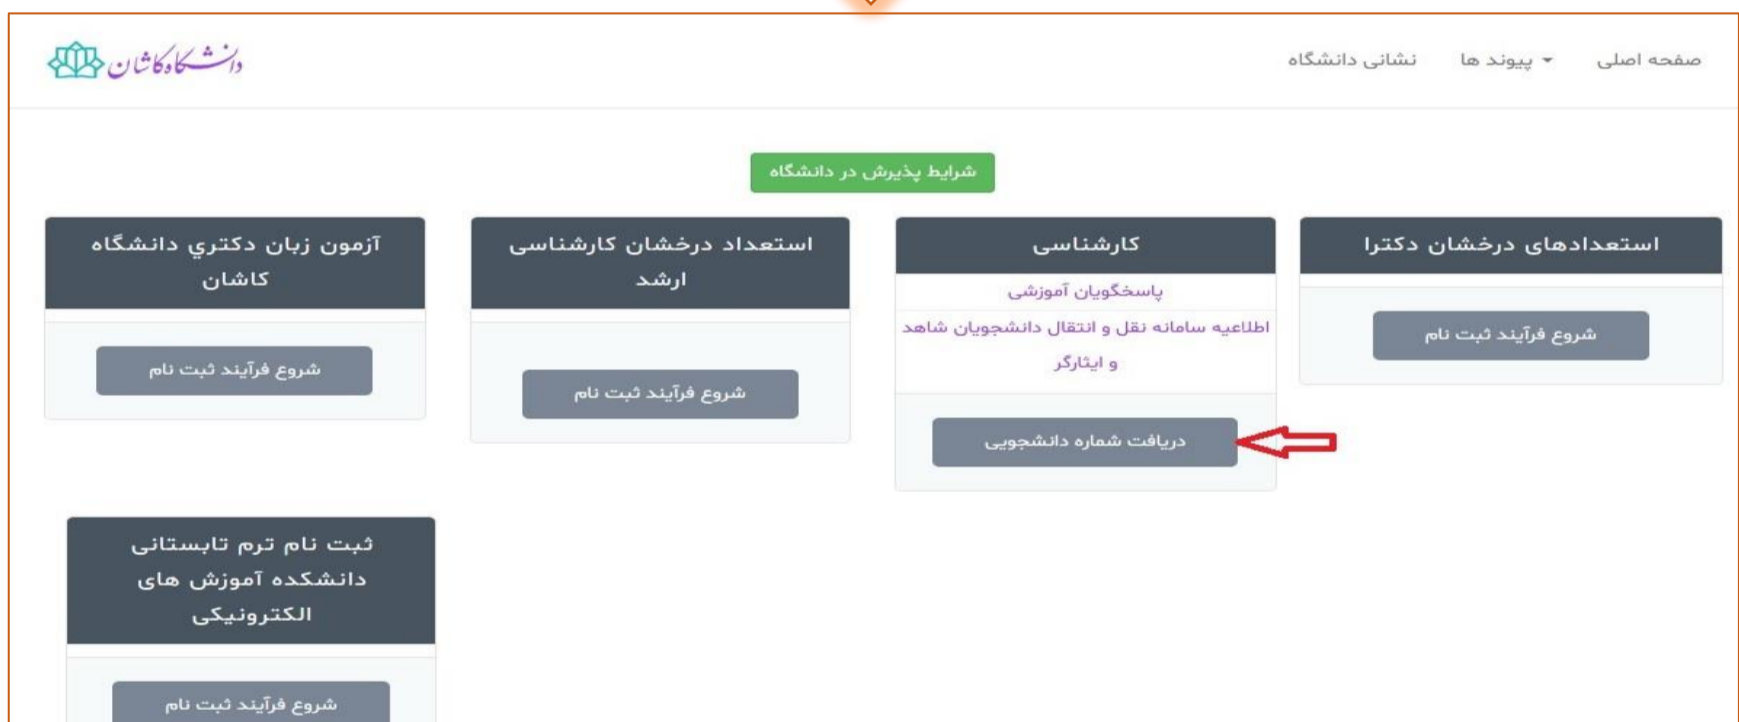 صفحه اصلی
پیوند ها
نشانی دانشگاه
دانشگاه کاشان
شرایط پذیرش در دانشگاه
استعدادهای درخشان دکترا
شروع فرآیند ثبت نام
کارشناسی
پاسخگویان آموزشی
اطلاعیه سامانه نقل و انتقال دانشجویان شاهد
و ایثارگر
دریافت شماره دانشجویی
استعداد درخشان کارشناسی
ارشد
شروع فرآیند ثبت نام
آزمون زبان دکتري دانشگاه
کاشان
شروع فرآیند ثبت نام
ثبت نام ترم تابستانی
دانشکده آموزش های
الکترونیکی
شروع فرآیند ثبت نام